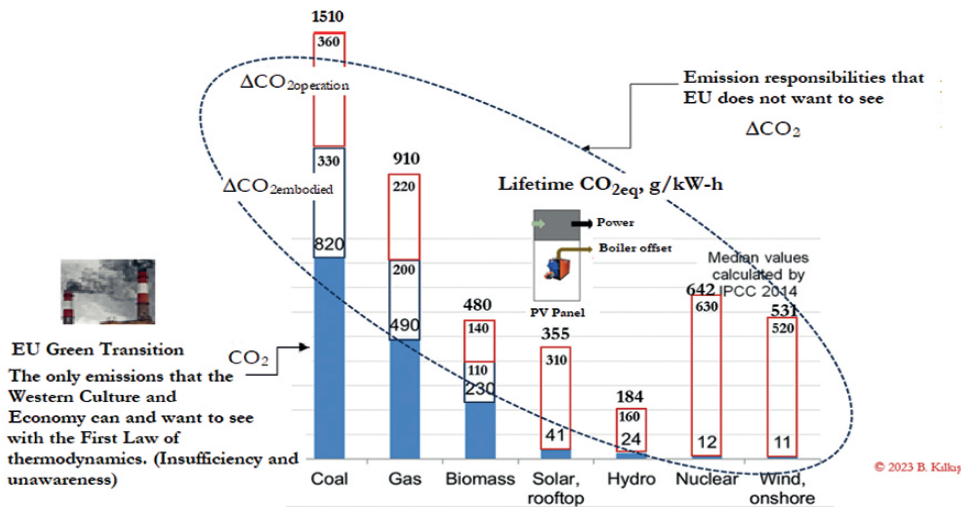 1510
360
ΔCO2operation
330
ΔCO2embodied
820
910
220
200
490
480
140
110
230
Emission responsibilities that
EU does not want to see
ΔCO2
Lifetime CO2eq, g/kW-h
Power
Boiler offset
PV Panel
355
310
41
184
160
24
Median values
calculated by
IPCC 2014
642
630
12
531
520
11
EU Green Transition
CO2
The only emissions that the
Western Culture and
Economy can and want to see
with the First Law of
thermodynamics. (Insufficiency and
unawareness)
Coal
Gas
Biomass
Solar,
rooftop
Hydro
Nuclear
Wind,
onshore
© 2023 B. Kılkış